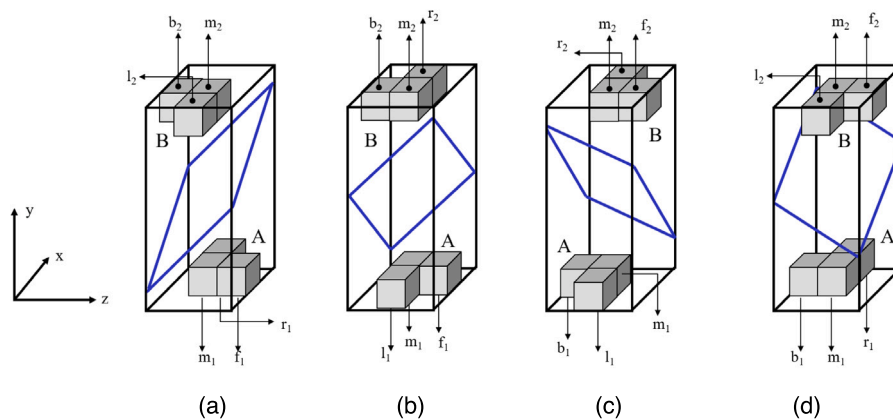 b₂ m₂ b₂ m₂ r₂ r₂ m₂ f₂ m₂ f₂
l₂ l₂
B B B B
y
x
z
A A A A
m₁ f₁ r₁ l₁ m₁ f₁ b₁ l₁ m₁ b₁ m₁ r₁
(a) (b) (c) (d)